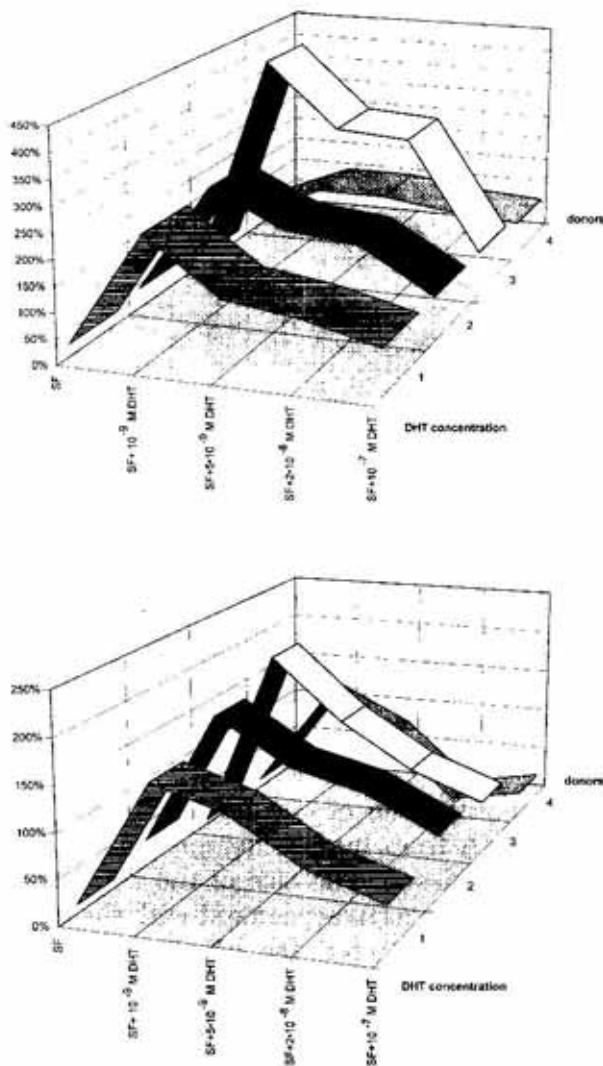 450%
400%
350%
300%
250%
200%
150%
100%
50%
0%
SF
SF+ 10⁻⁹ M DHT
SF+5•10⁻⁹ M DHT
SF+2•10⁻⁸ M DHT
SF+10⁻⁷ M DHT
DHT concentration
1
2
3
4
donors
250%
200%
150%
100%
50%
0%
SF
SF+ 10⁻⁹ M DHT
SF+5•10⁻⁹ M DHT
SF+2•10⁻⁸ M DHT
SF+10⁻⁷ M DHT
DHT concentration
1
2
3
4
donors